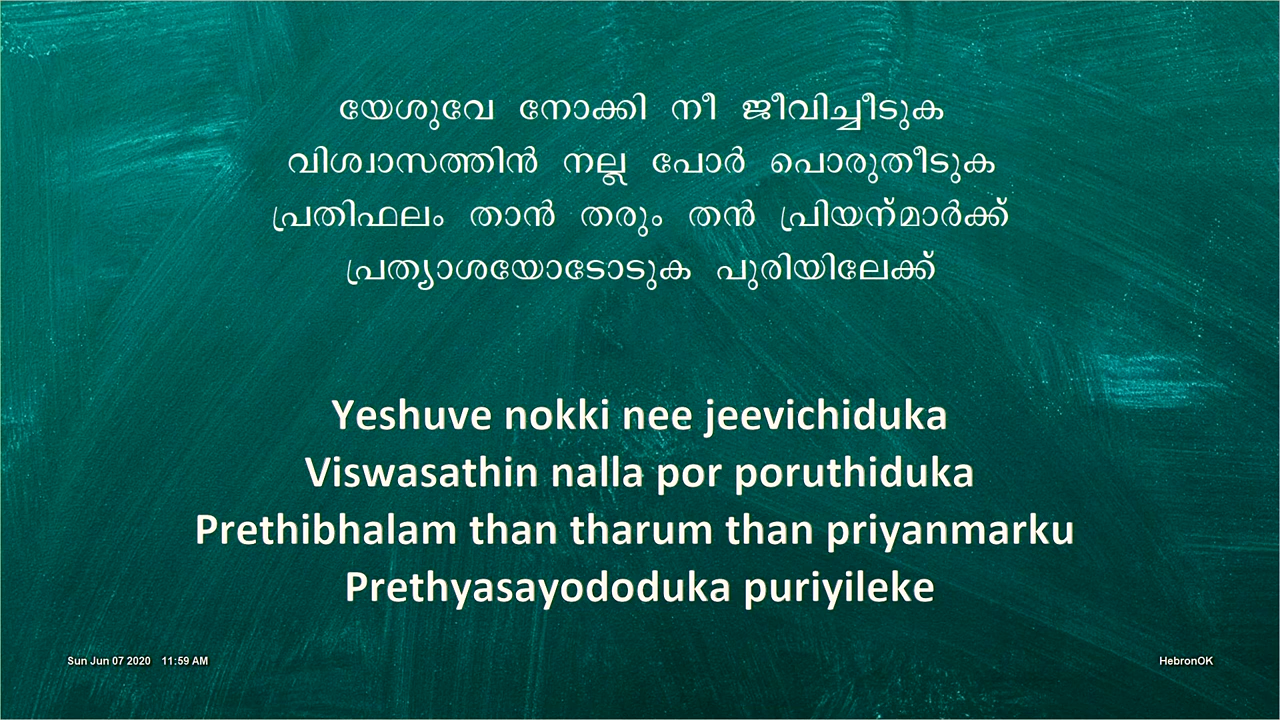 യേശുവേ നോക്കി നീ ജീവിച്ചീടുക
വിശ്വാസത്തിൻ നല്ല പോർ പൊരുതീടുക
പ്രതിഫലം താൻ തരും തൻ പ്രിയന്മാർക്ക്
പ്രത്യാശയോടോടുക പുരിയിലേക്ക്
Yeshuve nokki nee jeevichiduka
Viswasathin nalla por poruthiduka
Prethibhalam than tharum than priyanmarku
Prethyasayododuka puriyileke
Sun Jun 07 2020 11:59 AM
HebronOK